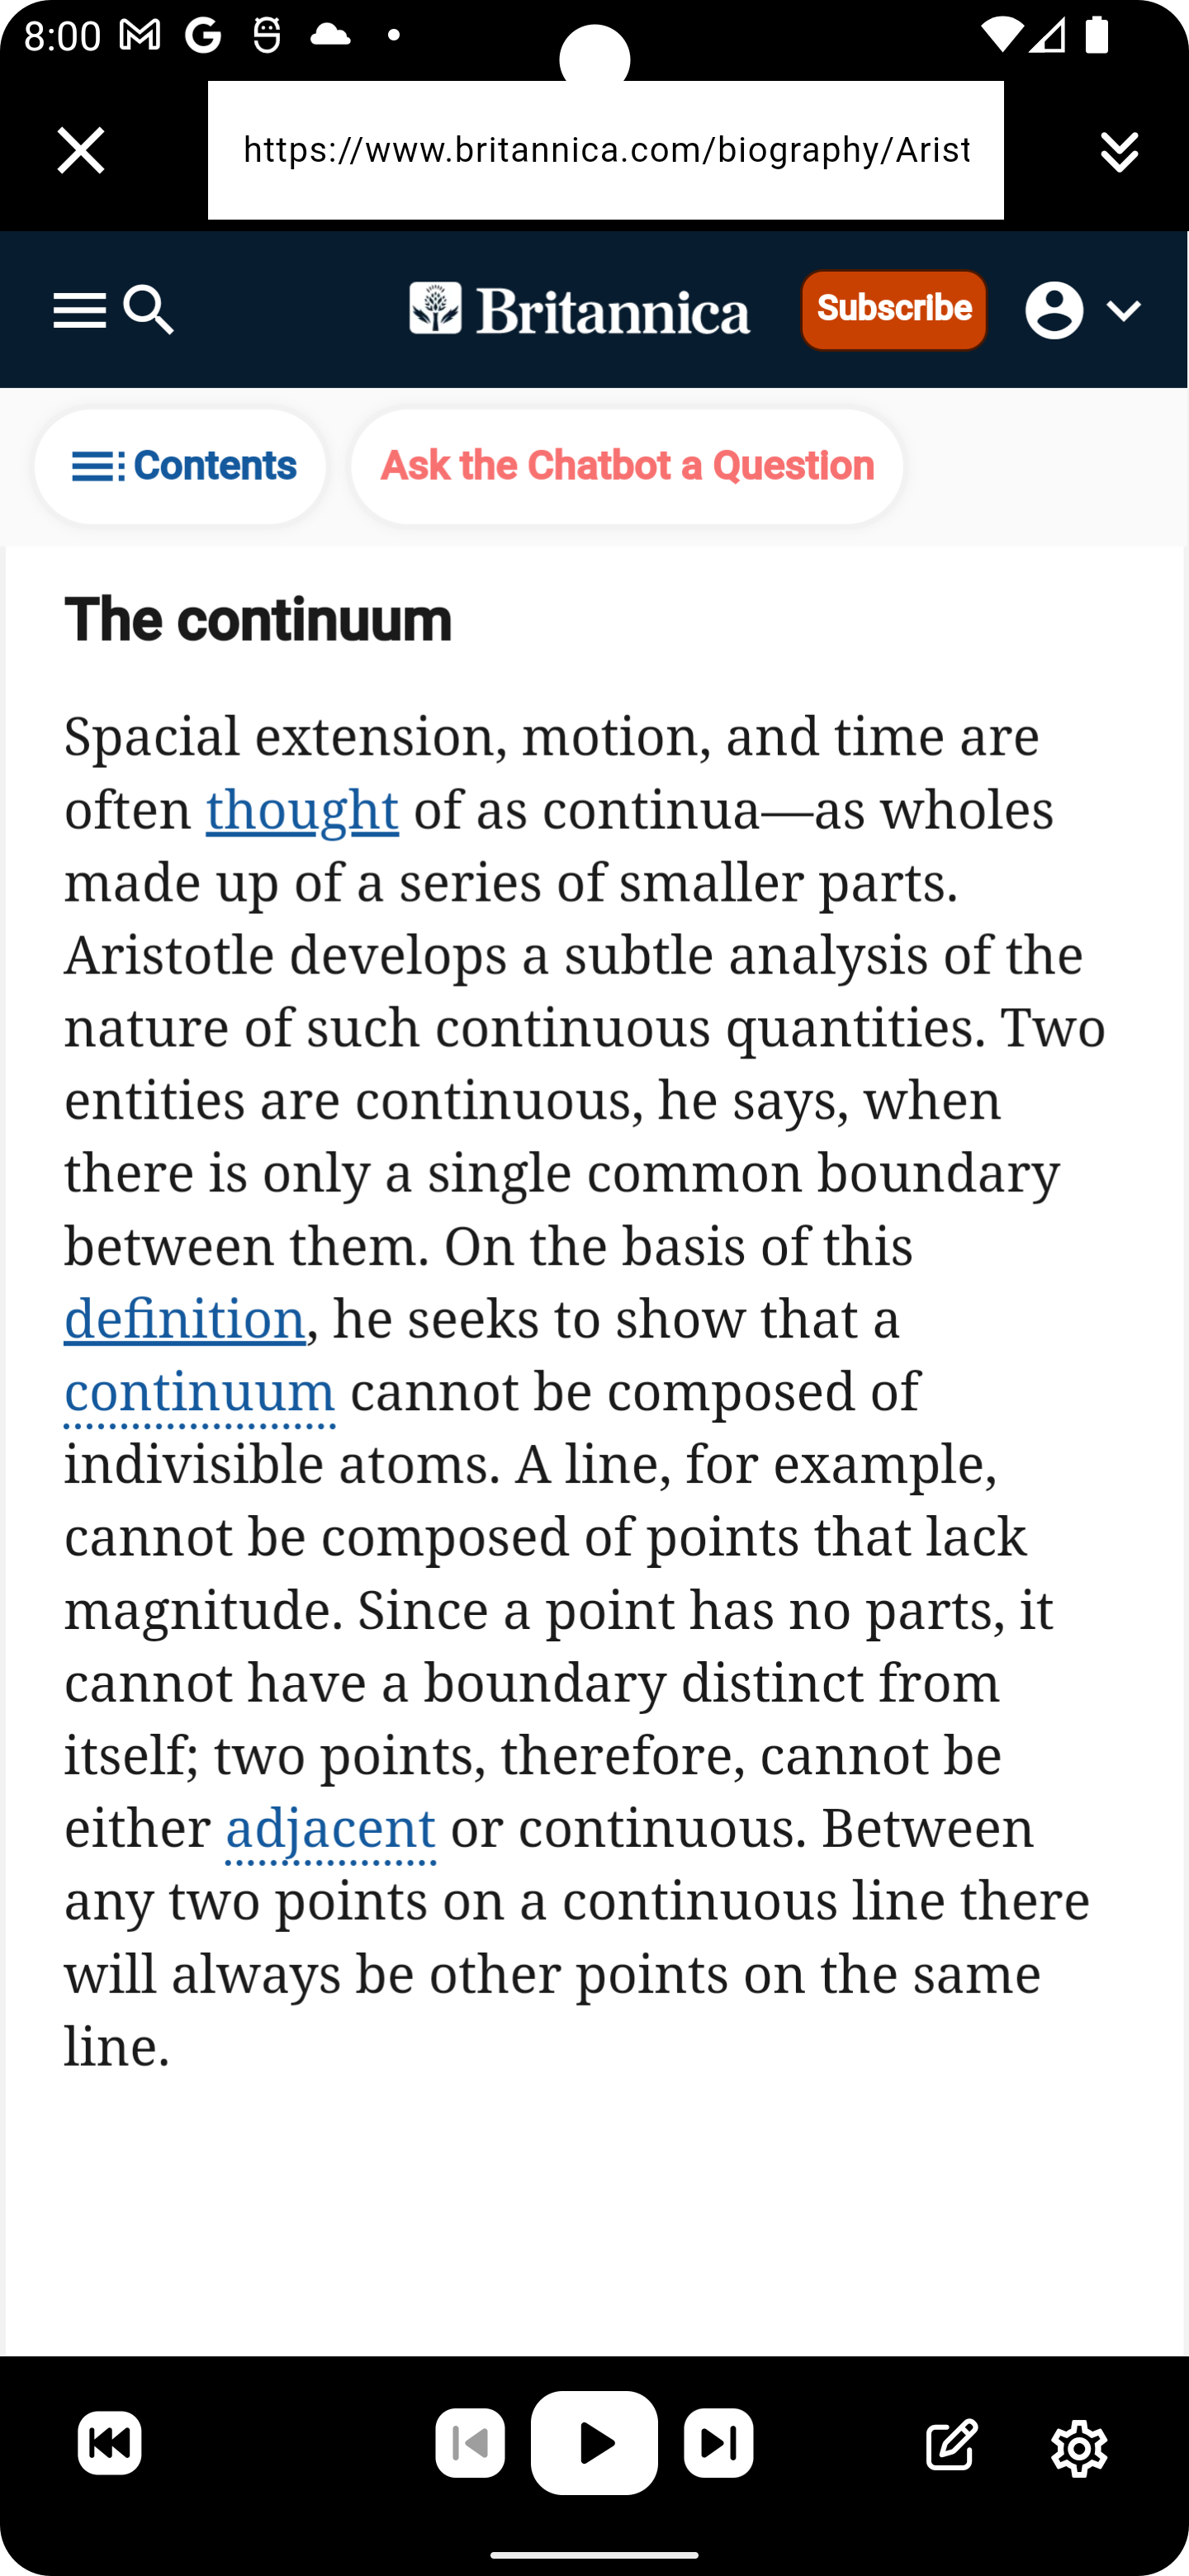 8:00
https://www.britannica.com/biography/Arist
Britannica
Subscribe
Contents
Ask the Chatbot a Question
The continuum
Spacial extension, motion, and time are
often thought of as continua—as wholes
made up of a series of smaller parts.
Aristotle develops a subtle analysis of the
nature of such continuous quantities. Two
entities are continuous, he says, when
there is only a single common boundary
between them. On the basis of this
definition, he seeks to show that a
continuum cannot be composed of
indivisible atoms. A line, for example,
cannot be composed of points that lack
magnitude. Since a point has no parts, it
cannot have a boundary distinct from
itself; two points, therefore, cannot be
either adjacent or continuous. Between
any two points on a continuous line there
will always be other points on the same
line.